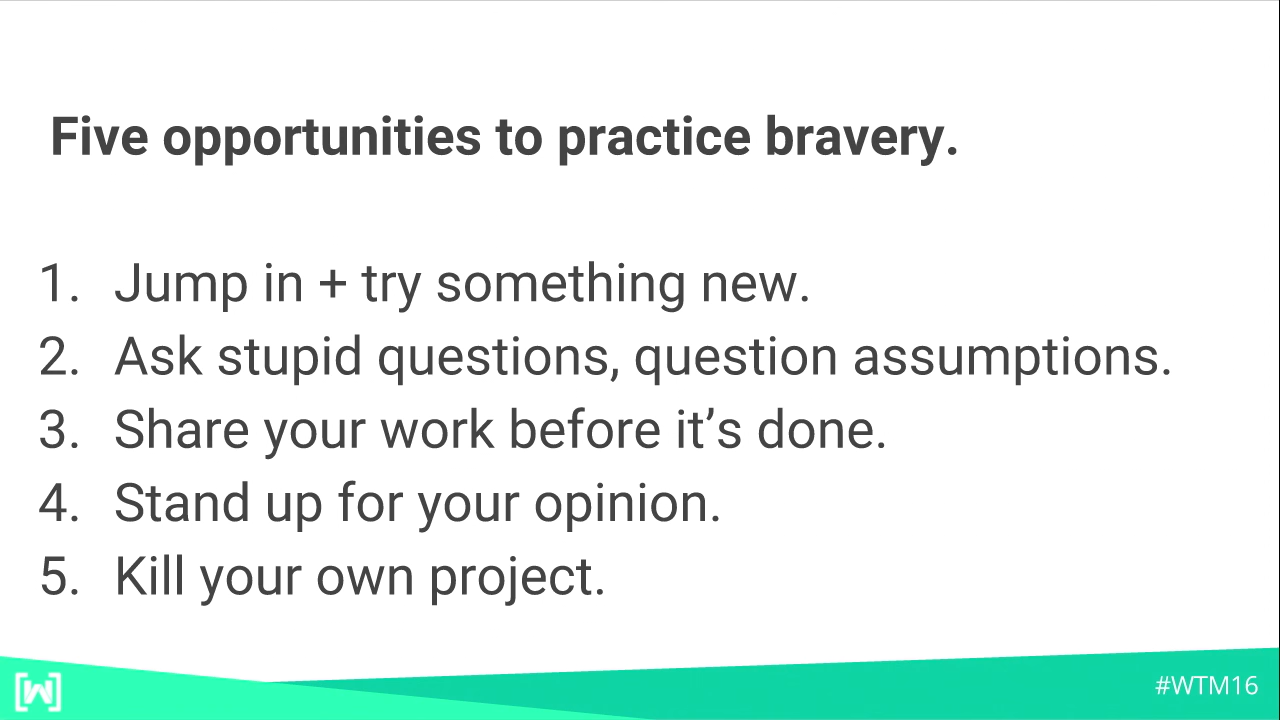 Five opportunities to practice bravery.
1. Jump in + try something new.
2. Ask stupid questions, question assumptions.
3. Share your work before it’s done.
4. Stand up for your opinion.
5. Kill your own project.
[W]
#WTM16